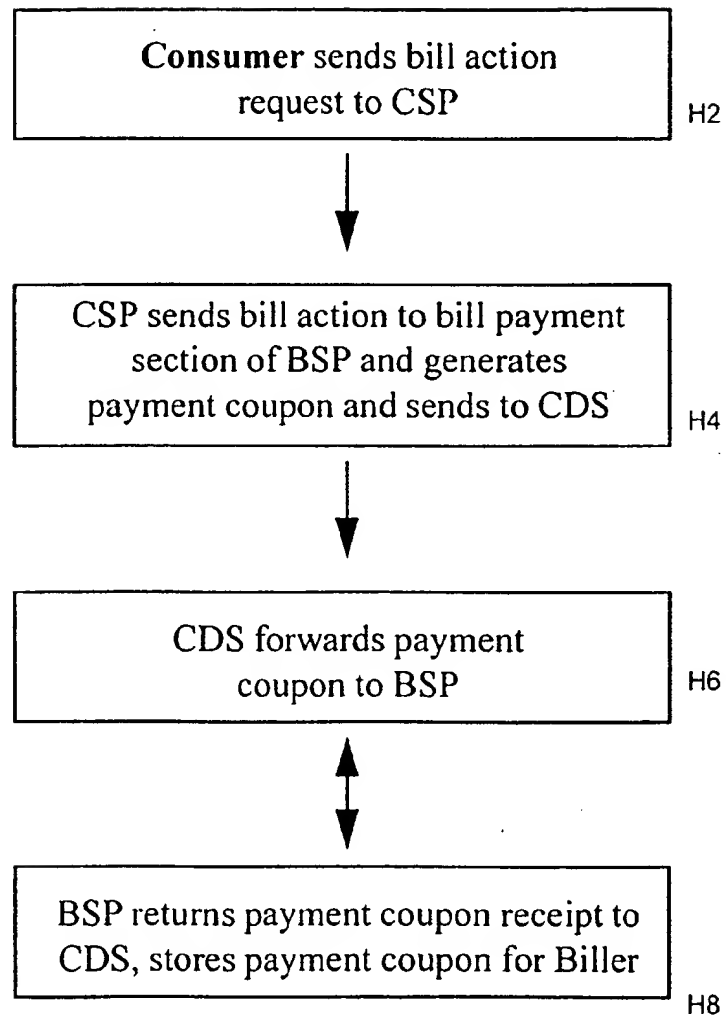 Consumer sends bill action
request to CSP
H2
CSP sends bill action to bill payment
section of BSP and generates
payment coupon and sends to CDS
H4
CDS forwards payment
coupon to BSP
H6
BSP returns payment coupon receipt to
CDS, stores payment coupon for Biller
H8